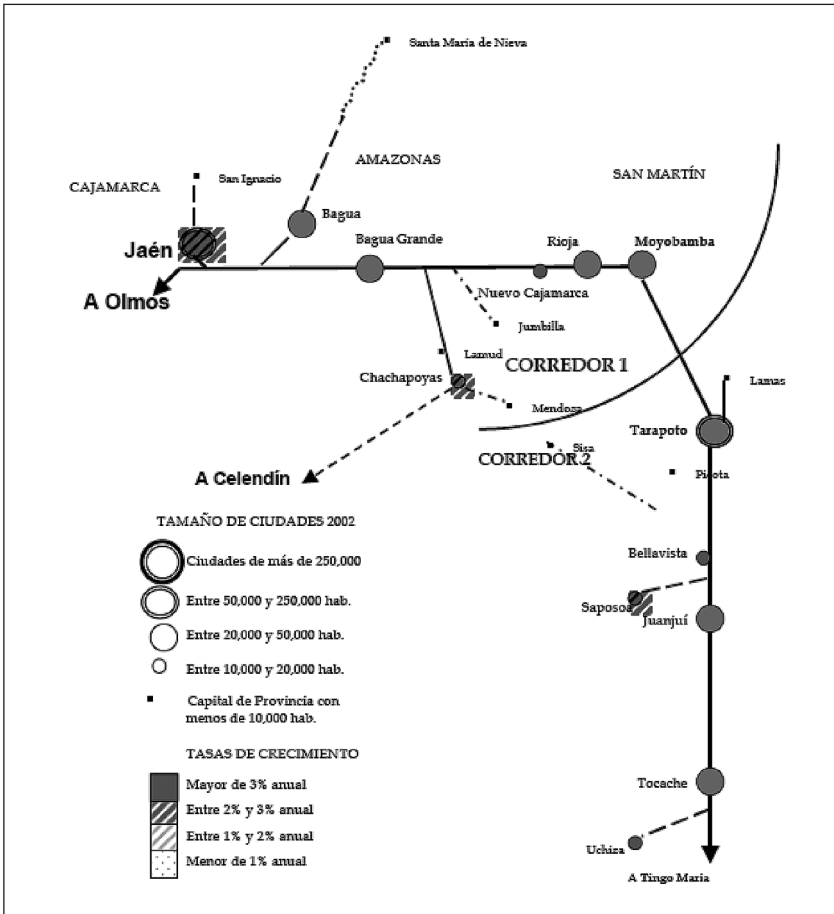 Santa María de Nieva
AMAZONAS
SAN MARTÍN
CAJAMARCA
San Ignacio
Bagua
Jaén
Bagua Grande
Rioja
Moyobamba
A Olmos
Nuevo Cajamarca
Jumbilla
Lamud
CORREDOR 1
Chachapoyas
Lamas
Mendoza
Tarapoto
Sisa
CORREDOR 2
Picota
A Celendín
TAMAÑO DE CIUDADES 2002
Ciudades de más de 250,000
Bellavista
Entre 50,000 y 250,000 hab.
Saposoa
Juanjuí
Entre 20,000 y 50,000 hab.
Entre 10,000 y 20,000 hab.
Capital de Provincia con
menos de 10,000 hab.
TASAS DE CRECIMIENTO
Mayor de 3% anual
Tocache
Entre 2% y 3% anual
Entre 1% y 2% anual
Uchiza
Menor de 1% anual
A Tingo María